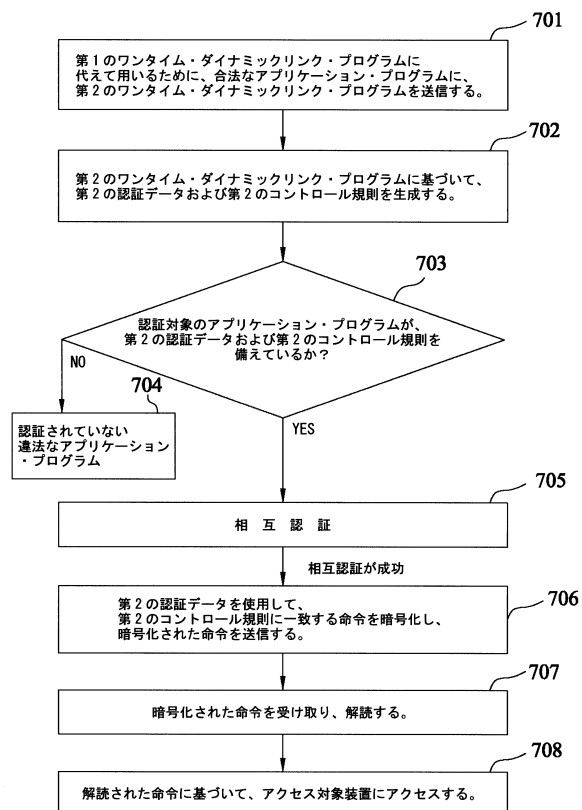 701
第１のワンタイム・ダイナミックリンク・プログラムに
代えて用いるために、合法なアプリケーション・プログラムに、
第２のワンタイム・ダイナミックリンク・プログラムを送信する。
702
第２のワンタイム・ダイナミックリンク・プログラムに基づいて、
第２の認証データおよび第２のコントロール規則を生成する。
703
認証対象のアプリケーション・プログラムが、
第２の認証データおよび第２のコントロール規則を
備えているか？
NO
704
認証されていない
違法なアプリケーション
・プログラム
YES
705
相 互 認 証
相互認証が成功
706
第２の認証データを使用して、
第２のコントロール規則に一致する命令を暗号化し、
暗号化された命令を送信する。
707
暗号化された命令を受け取り、解読する。
708
解読された命令に基づいて、アクセス対象装置にアクセスする。